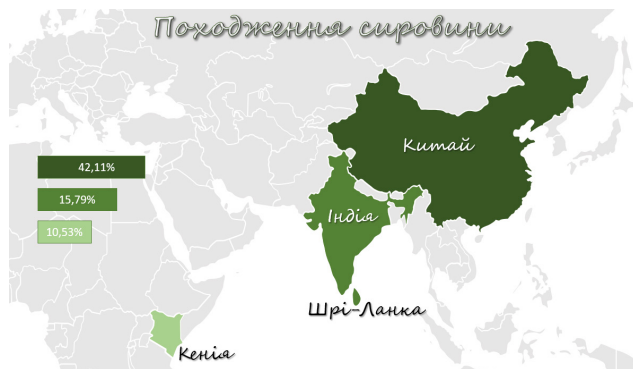 Походження сировини
Китай
42,11%
15,79%
Індія
10,53%
Шрі-Ланка
Кенія